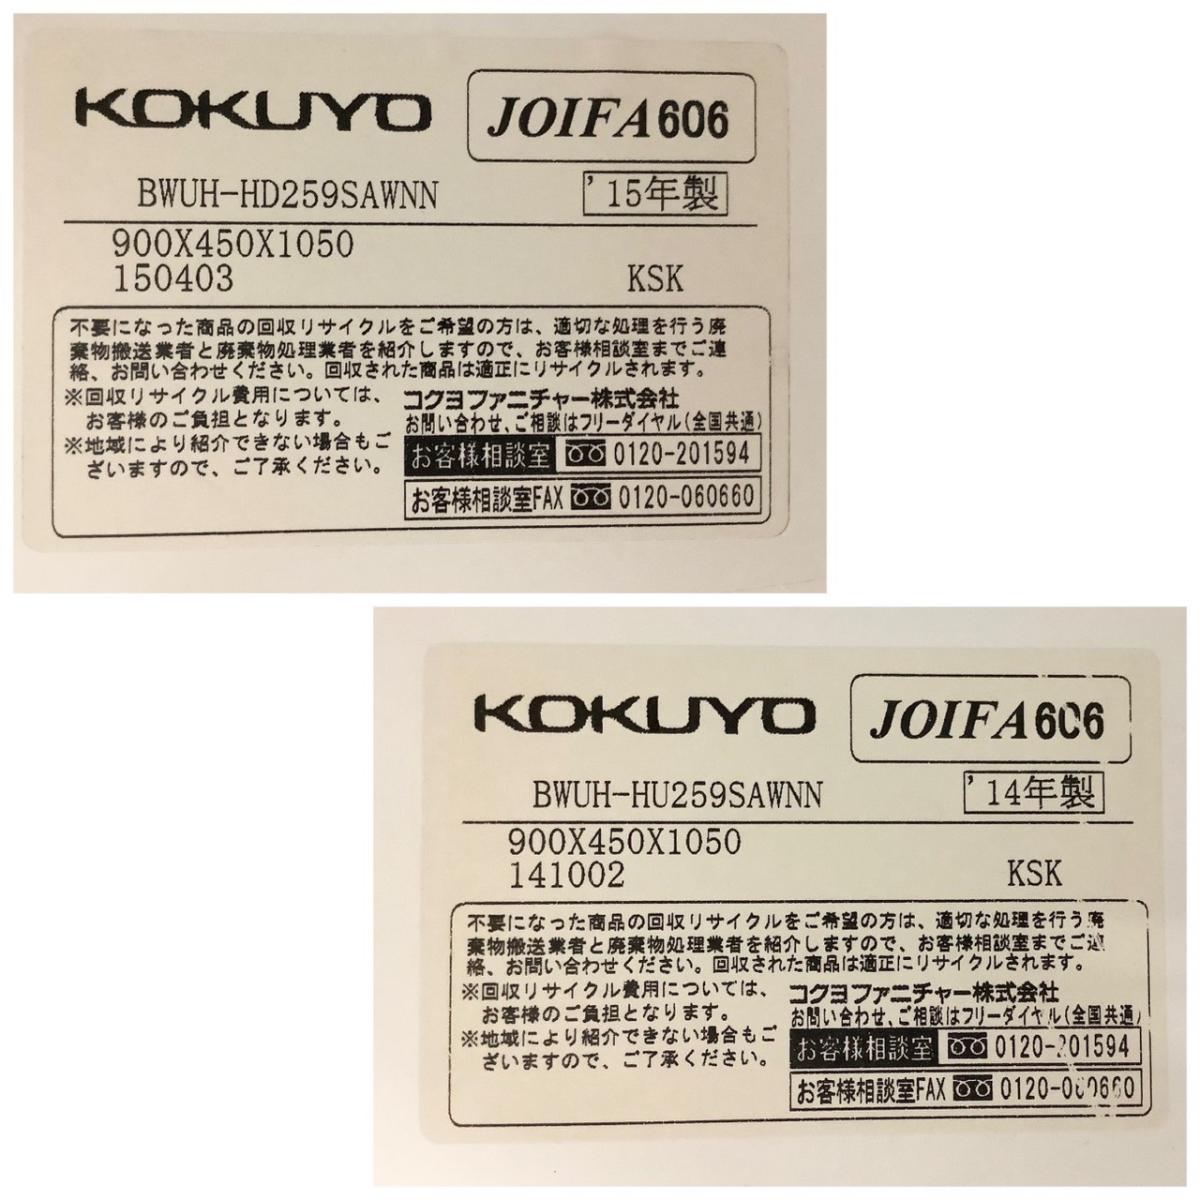 KOKUYO
JOIFA606
BWUH-HD259SAWNN
'15年製
900X450X1050
150403
KSK
不要になった商品の回収リサイクルをご希望の方は、適切な処理を行う廃
棄物搬送業者と廃棄物処理業者を紹介しますので、お客様相談室までご連
絡、お問い合わせください。回収された商品は適正にリサイクルされます。
※回収リサイクル費用については、
お客様のご負担となります。
※地域により紹介できない場合もご
ざいますので、ご了承ください。
コクヨファニチャー株式会社
お問い合わせ、ご相談はフリーダイヤル(全国共通)
お客様相談室 0120-201594
お客様相談室FAX 0120-060660
KOKUYO
JOIFA606
BWUH-HU259SAWNN
'14年製
900X450X1050
141002
KSK
不要になった商品の回収リサイクルをご希望の方は、適切な処理を行う廃
棄物搬送業者と廃棄物処理業者を紹介しますので、お客様相談室までご連
絡、お問い合わせください。回収された商品は適正にリサイクルされます。
※回収リサイクル費用については、
お客様のご負担となります。
※地域により紹介できない場合もご
ざいますので、ご了承ください。
コクヨファニチャー株式会社
お問い合わせ、ご相談はフリーダイヤル(全国共通)
お客様相談室 0120-201594
お客様相談室FAX 0120-060660